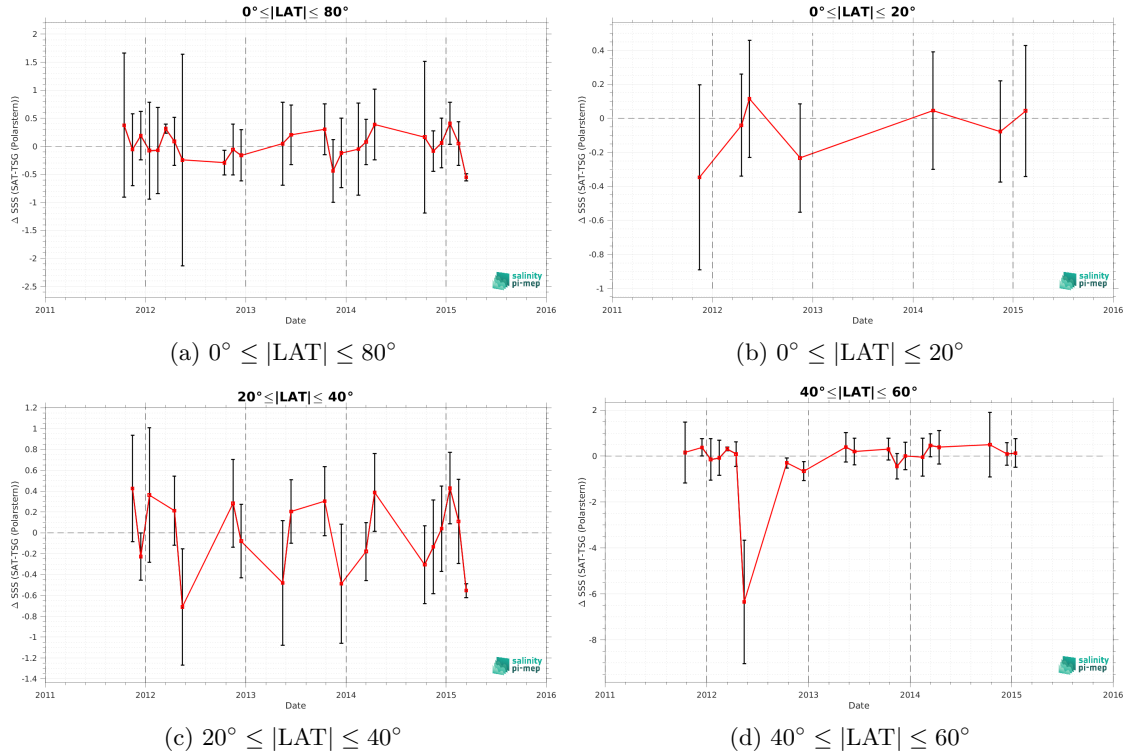 0°≤|LAT|≤ 80°
2
1.5
1
0.5
0
-0.5
-1
-1.5
-2
-2.5
Δ SSS (SAT-TSG (Polarstern))
2011
2012
2013
2014
2015
2016
Date
salinity
pi-mep
(a) 0° ≤ |LAT| ≤ 80°
0°≤|LAT|≤ 20°
0.4
0.2
0
-0.2
-0.4
-0.6
-0.8
-1
Δ SSS (SAT-TSG (Polarstern))
2011
2012
2013
2014
2015
2016
Date
salinity
pi-mep
(b) 0° ≤ |LAT| ≤ 20°
20°≤|LAT|≤ 40°
1.2
1
0.8
0.6
0.4
0.2
0
-0.2
-0.4
-0.6
-0.8
-1
-1.2
-1.4
Δ SSS (SAT-TSG (Polarstern))
2011
2012
2013
2014
2015
2016
Date
salinity
pi-mep
(c) 20° ≤ |LAT| ≤ 40°
40°≤|LAT|≤ 60°
2
0
-2
-4
-6
-8
Δ SSS (SAT-TSG (Polarstern))
2011
2012
2013
2014
2015
2016
Date
salinity
pi-mep
(d) 40° ≤ |LAT| ≤ 60°